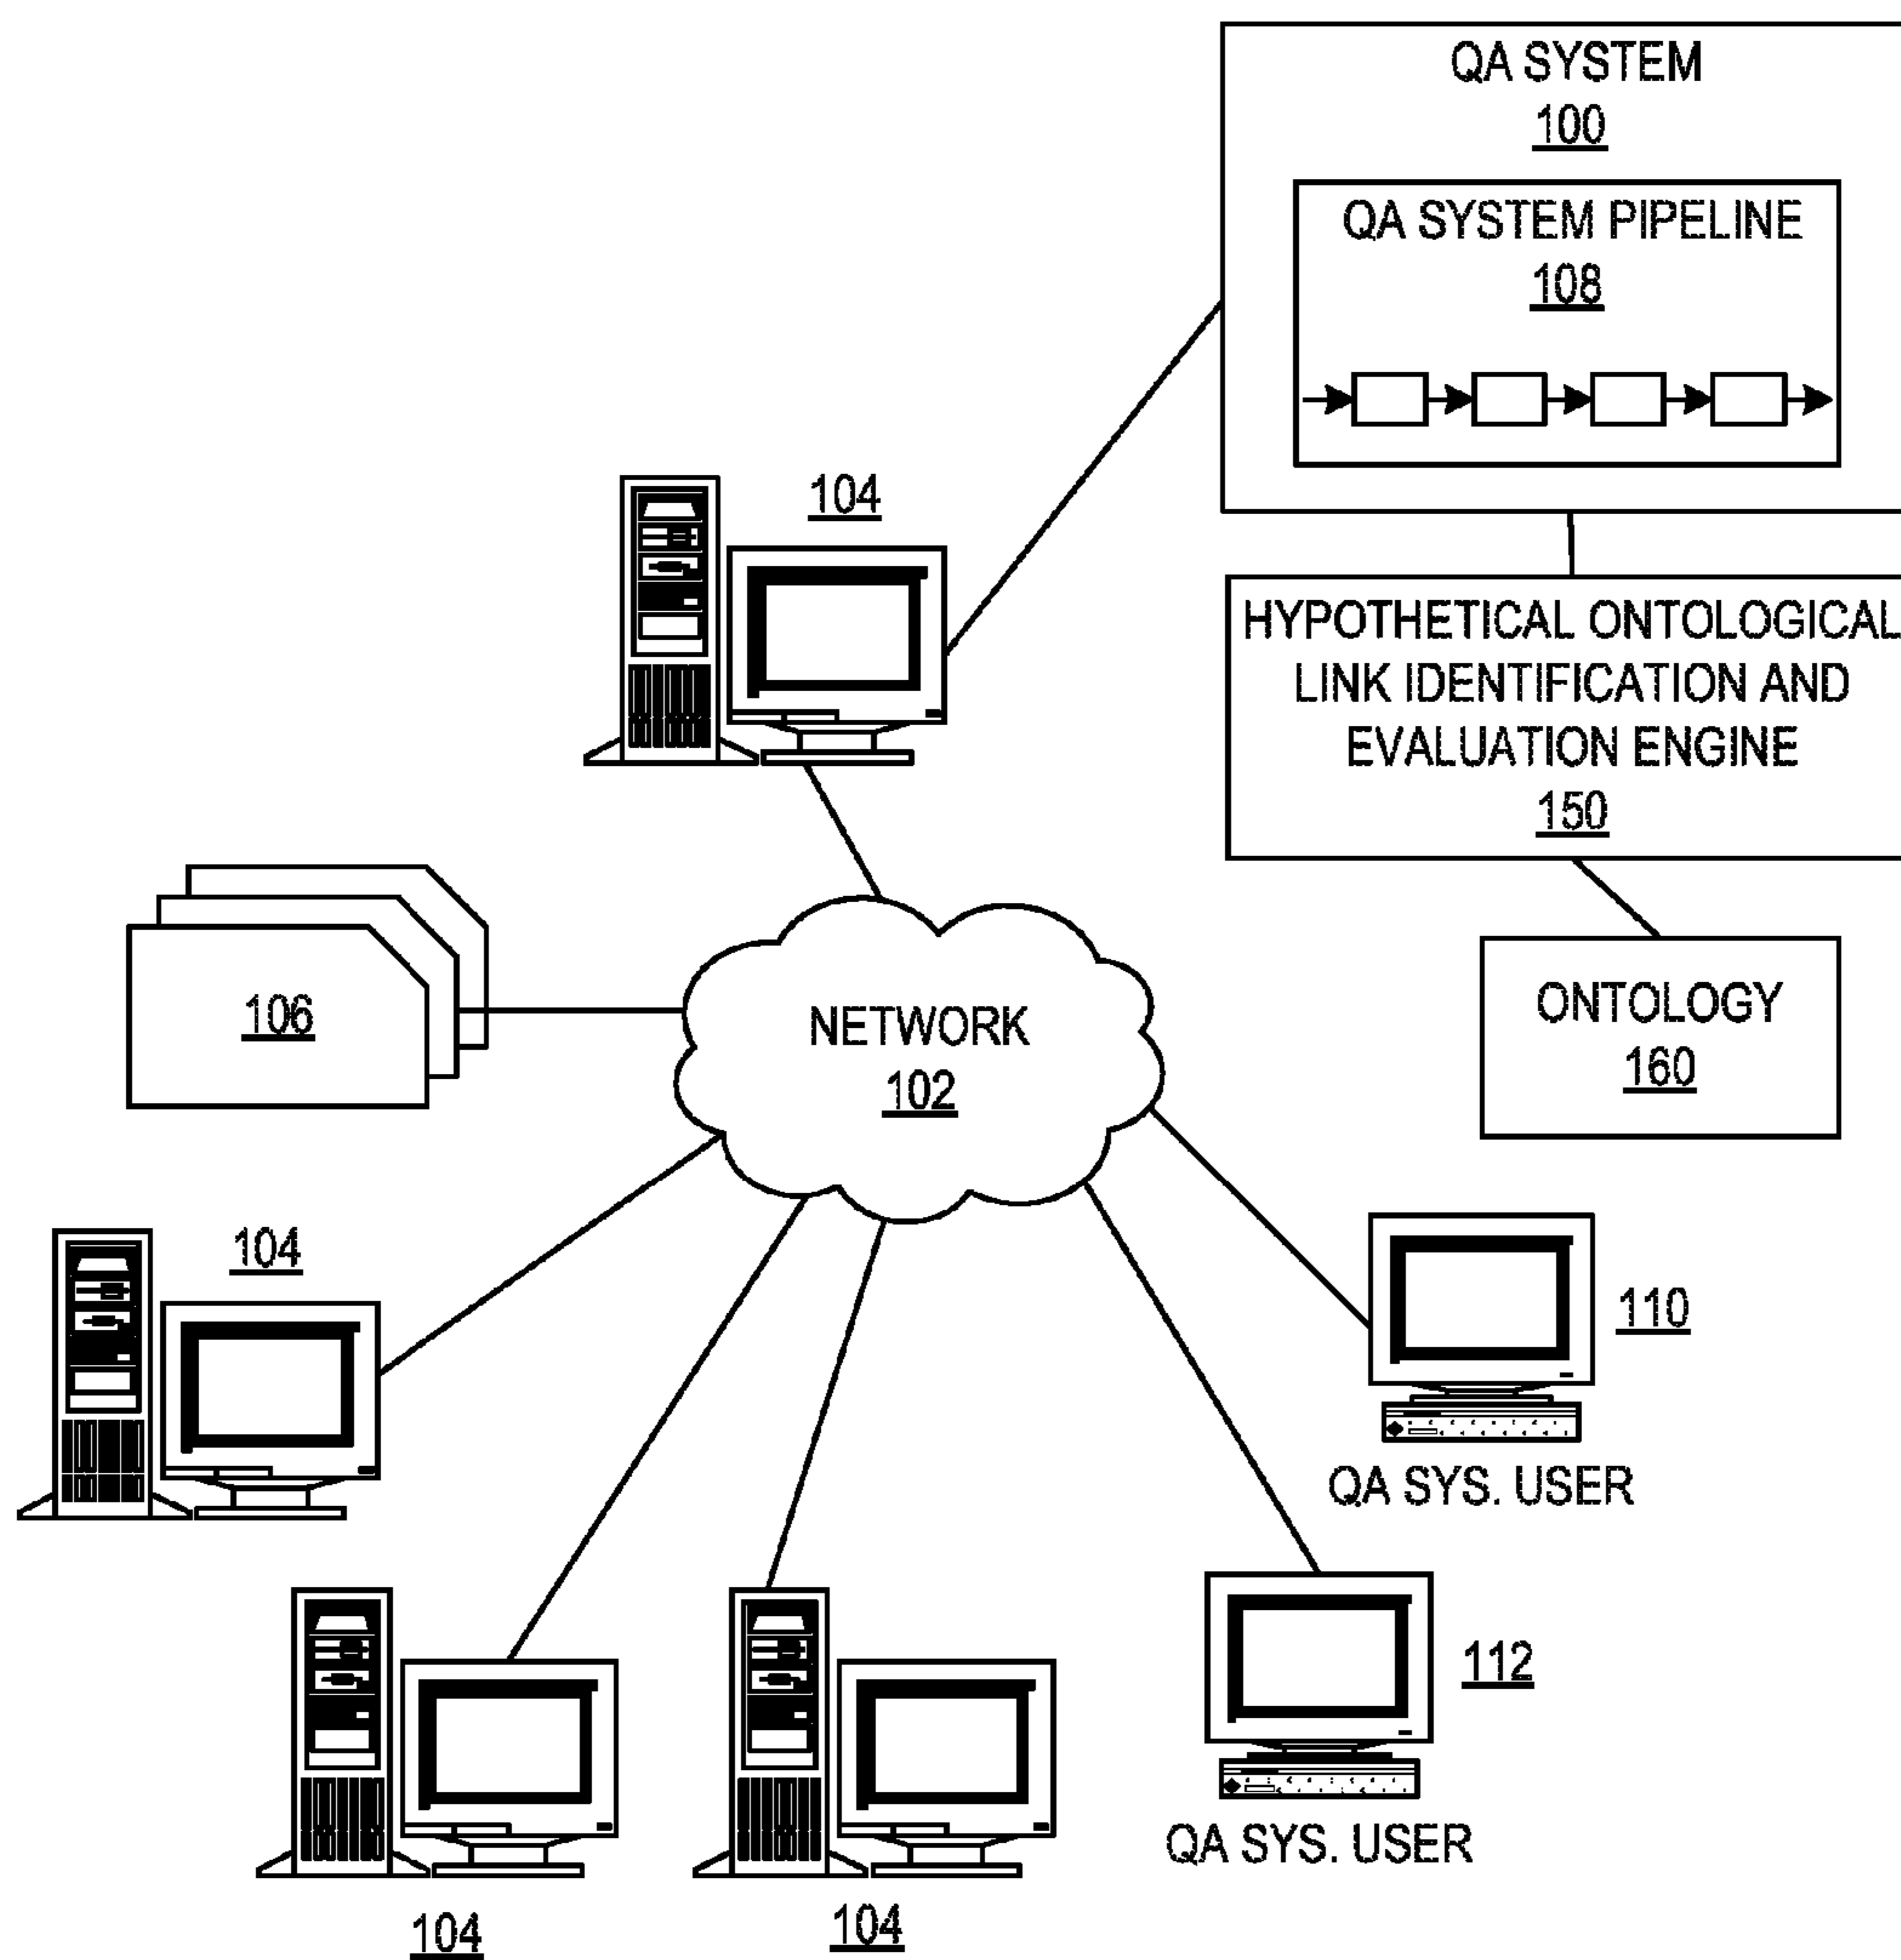 QA SYSTEM
100
QA SYSTEM PIPELINE
108
104
HYPOTHETICAL ONTOLOGICAL
LINK IDENTIFICATION AND
EVALUATION ENGINE
150
106
NETWORK
102
ONTOLOGY
160
104
110
QA SYS. USER
112
QA SYS. USER
104
104